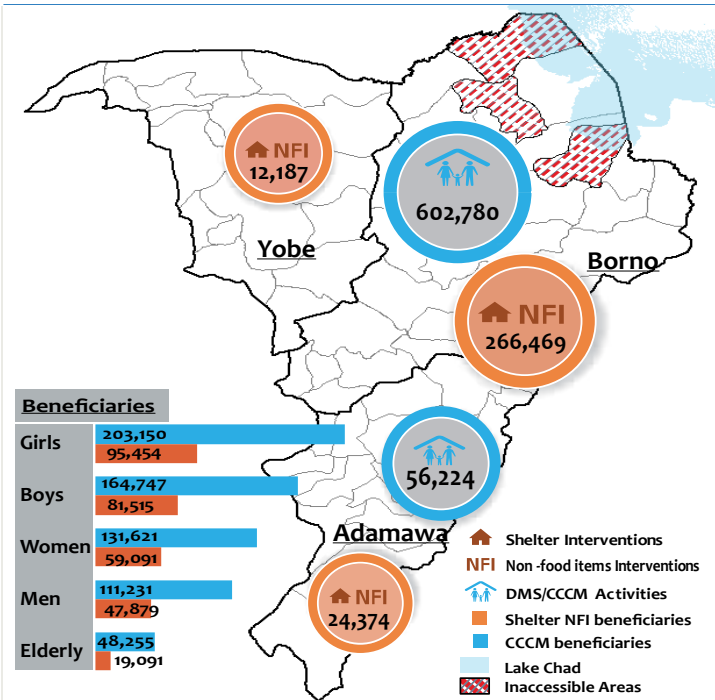 NFI
12,187
Yobe
602,780
Borno
NFI
266,469
Beneficiaries
Girls
203,150
95,454
Boys
164,747
81,515
Women
131,621
59,091
Men
111,231
47,879
Elderly
48,255
19,091
56,224
Adamawa
NFI
24,374
Shelter Interventions
NFI Non -food items Interventions
DMS/CCCM Activities
Shelter NFI beneficiaries
CCCM beneficiaries
Lake Chad
Inaccessible Areas